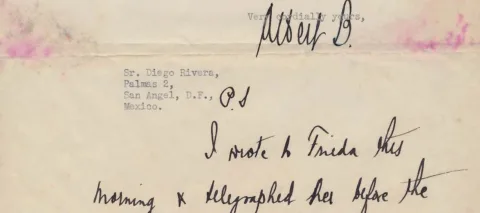 Very cordially yours,
Albert B.
Sr. Diego Rivera,
Palmas 2,
San Angel, D.F.,
Mexico.
P.S
I wrote to Frieda this
morning & telegraphed her before the